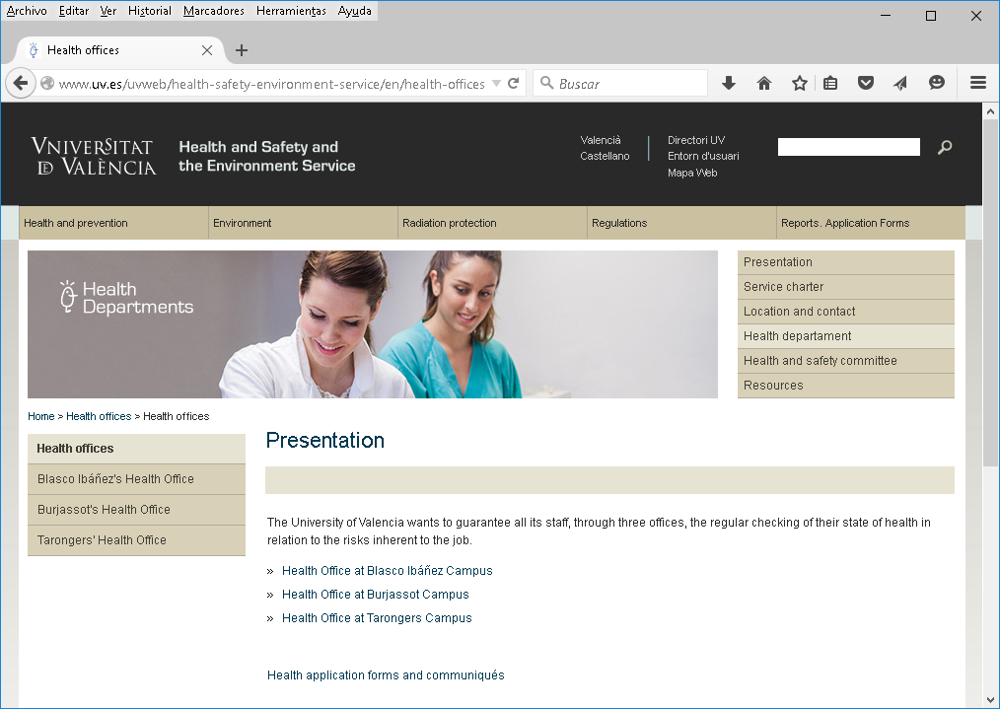 Archivo Editar Ver Historial Marcadores Herramientas Ayuda
Health offices
www.uv.es/uvweb/health-safety-environment-service/en/health-offices
Buscar
VNIVERSITAT
ID VALÈNCIA
Health and Safety and
the Environment Service
Valencià
Castellano
Directori UV
Entorn d'usuari
Mapa Web
Health and prevention
Environment
Radiation protection
Regulations
Reports. Application Forms
Health
Departments
Presentation
Service charter
Location and contact
Health departament
Health and safety committee
Resources
Home > Health offices > Health offices
Health offices
Blasco Ibáñez's Health Office
Burjassot's Health Office
Tarongers' Health Office
Presentation
The University of Valencia wants to guarantee all its staff, through three offices, the regular checking of their state of health in
relation to the risks inherent to the job.
» Health Office at Blasco Ibáñez Campus
» Health Office at Burjassot Campus
» Health Office at Tarongers Campus
Health application forms and communiqués